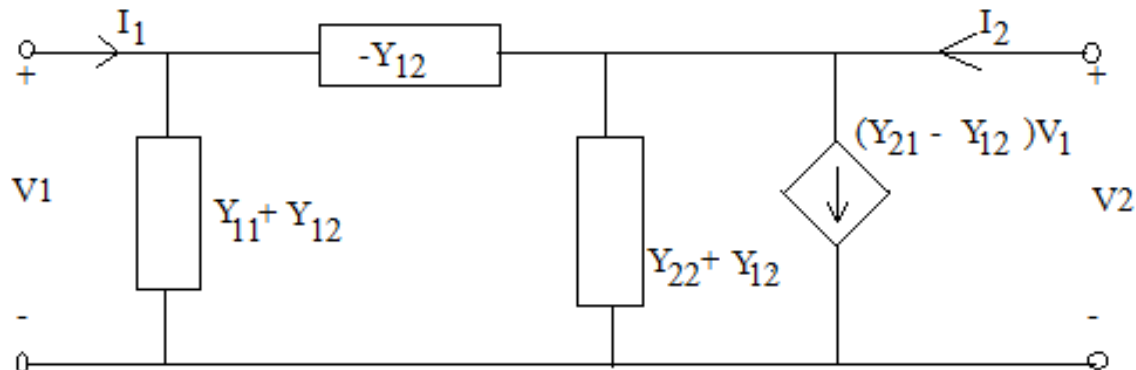 I₁
I₂
+
-Y₁₂
+
(Y₂₁ - Y₁₂)V₁
V1
Y₁₁+ Y₁₂
V2
Y₂₂+ Y₁₂
-
-